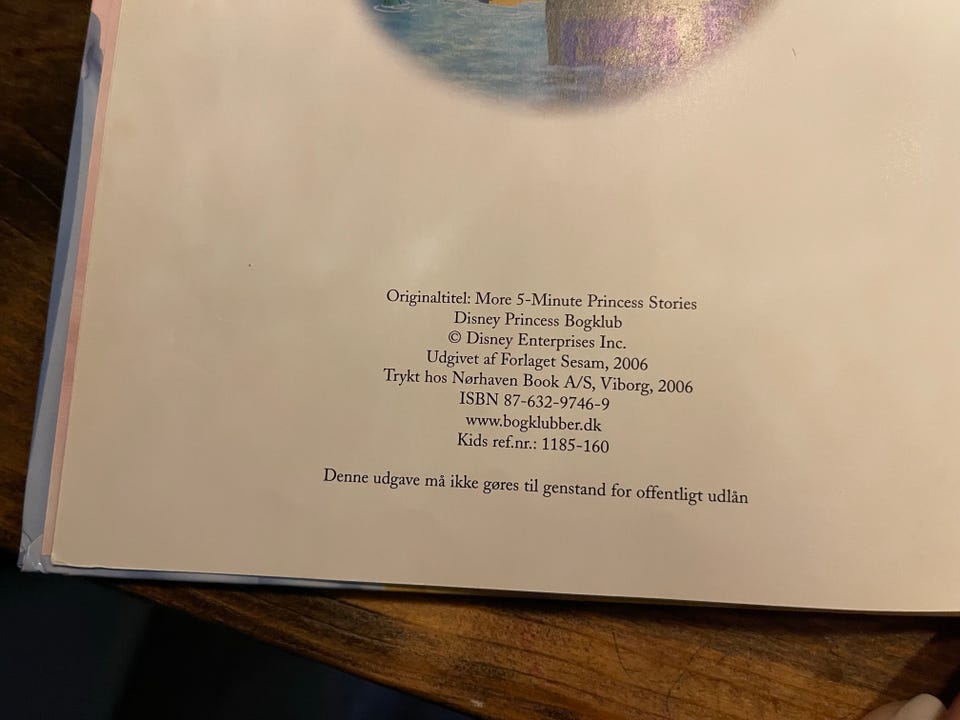 Originaltitel: More 5-Minute Princess Stories
Disney Princess Bogklub
© Disney Enterprises Inc.
Udgivet af Forlaget Sesam, 2006
Trykt hos Nørhaven Book A/S, Viborg, 2006
ISBN 87-632-9746-9
www.bogklubber.dk
Kids ref.nr.: 1185-160
Denne udgave må ikke gøres til genstand for offentligt udlån